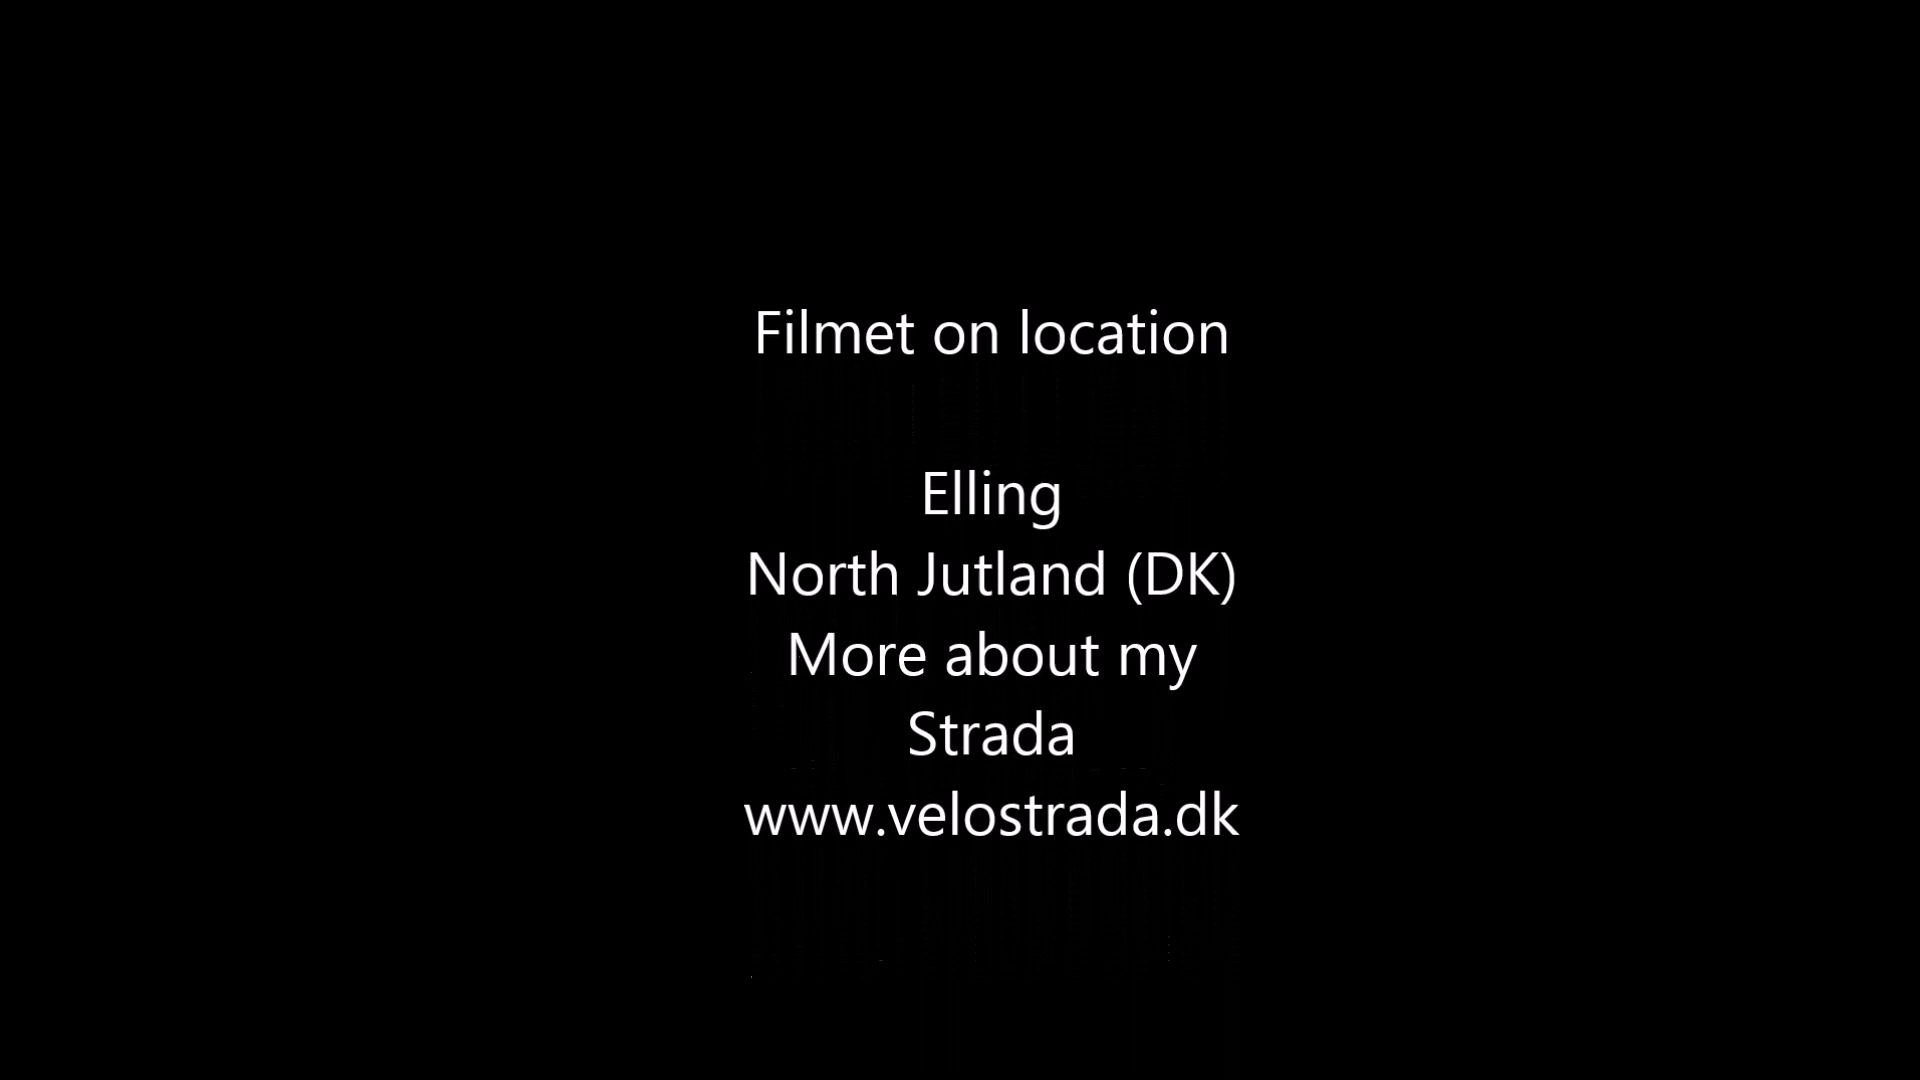 Filmet on location
Elling
North Jutland (DK)
More about my
Strada
www.velostrada.dk